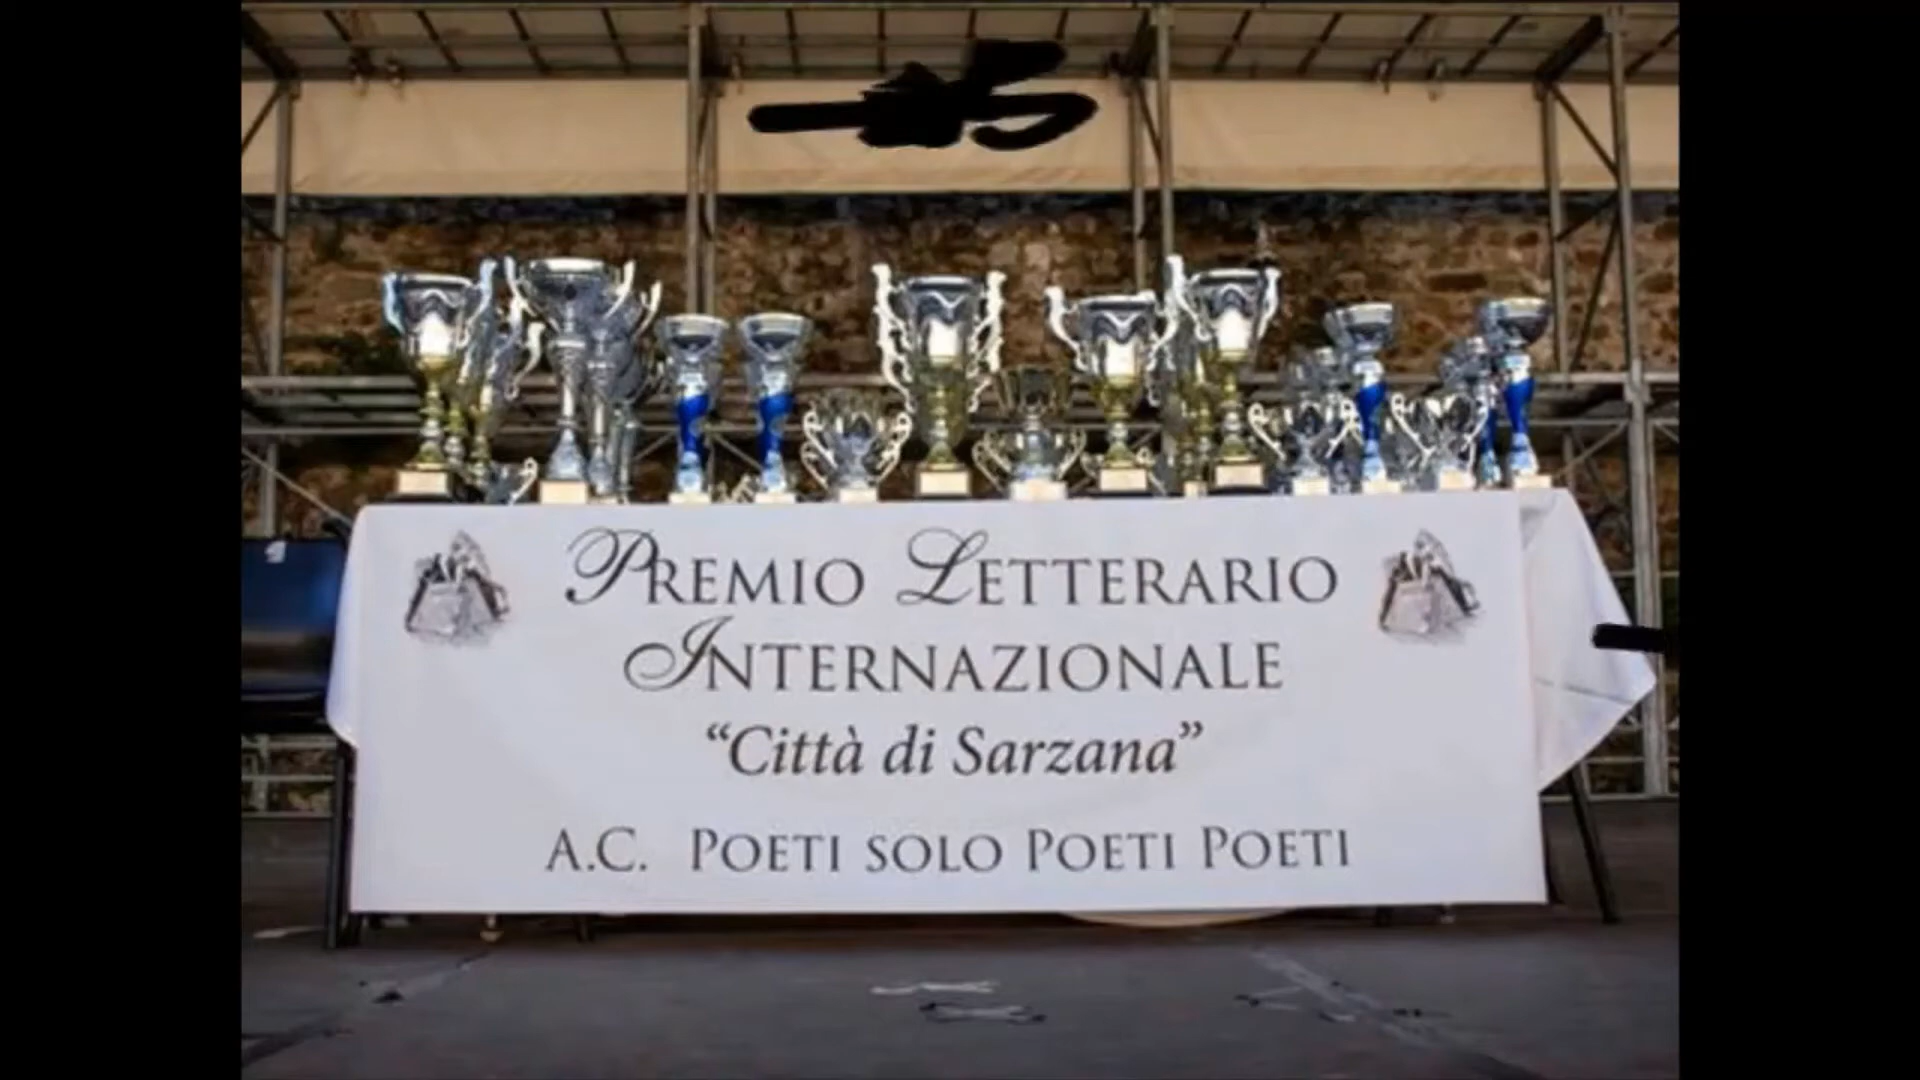 PREMIO LETTERARIO
INTERNAZIONALE
“Città di Sarzana”
A.C. POETI SOLO POETI POETI